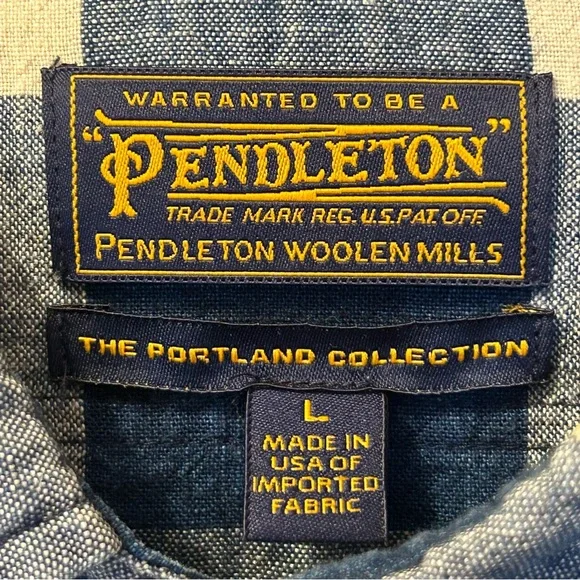 WARRANTED TO BE A
"PENDLETON"
TRADE MARK REG. U.S. PAT. OFF.
PENDLETON WOOLEN MILLS
THE PORTLAND COLLECTION
L
MADE IN
USA OF
IMPORTED
FABRIC